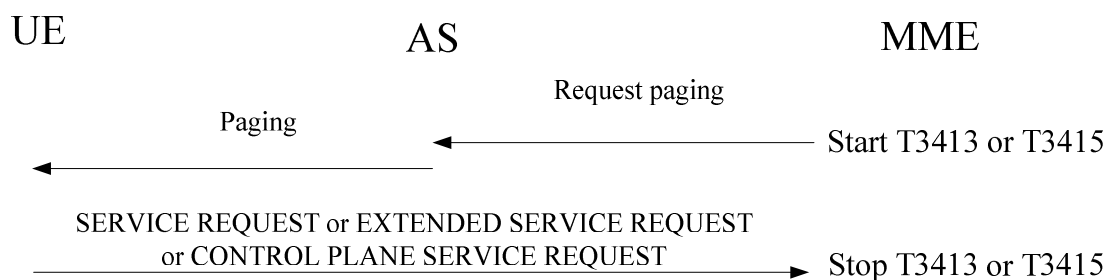 UE
AS
MME
Request paging
Paging
Start T3413 or T3415
SERVICE REQUEST or EXTENDED SERVICE REQUEST
or CONTROL PLANE SERVICE REQUEST
Stop T3413 or T3415